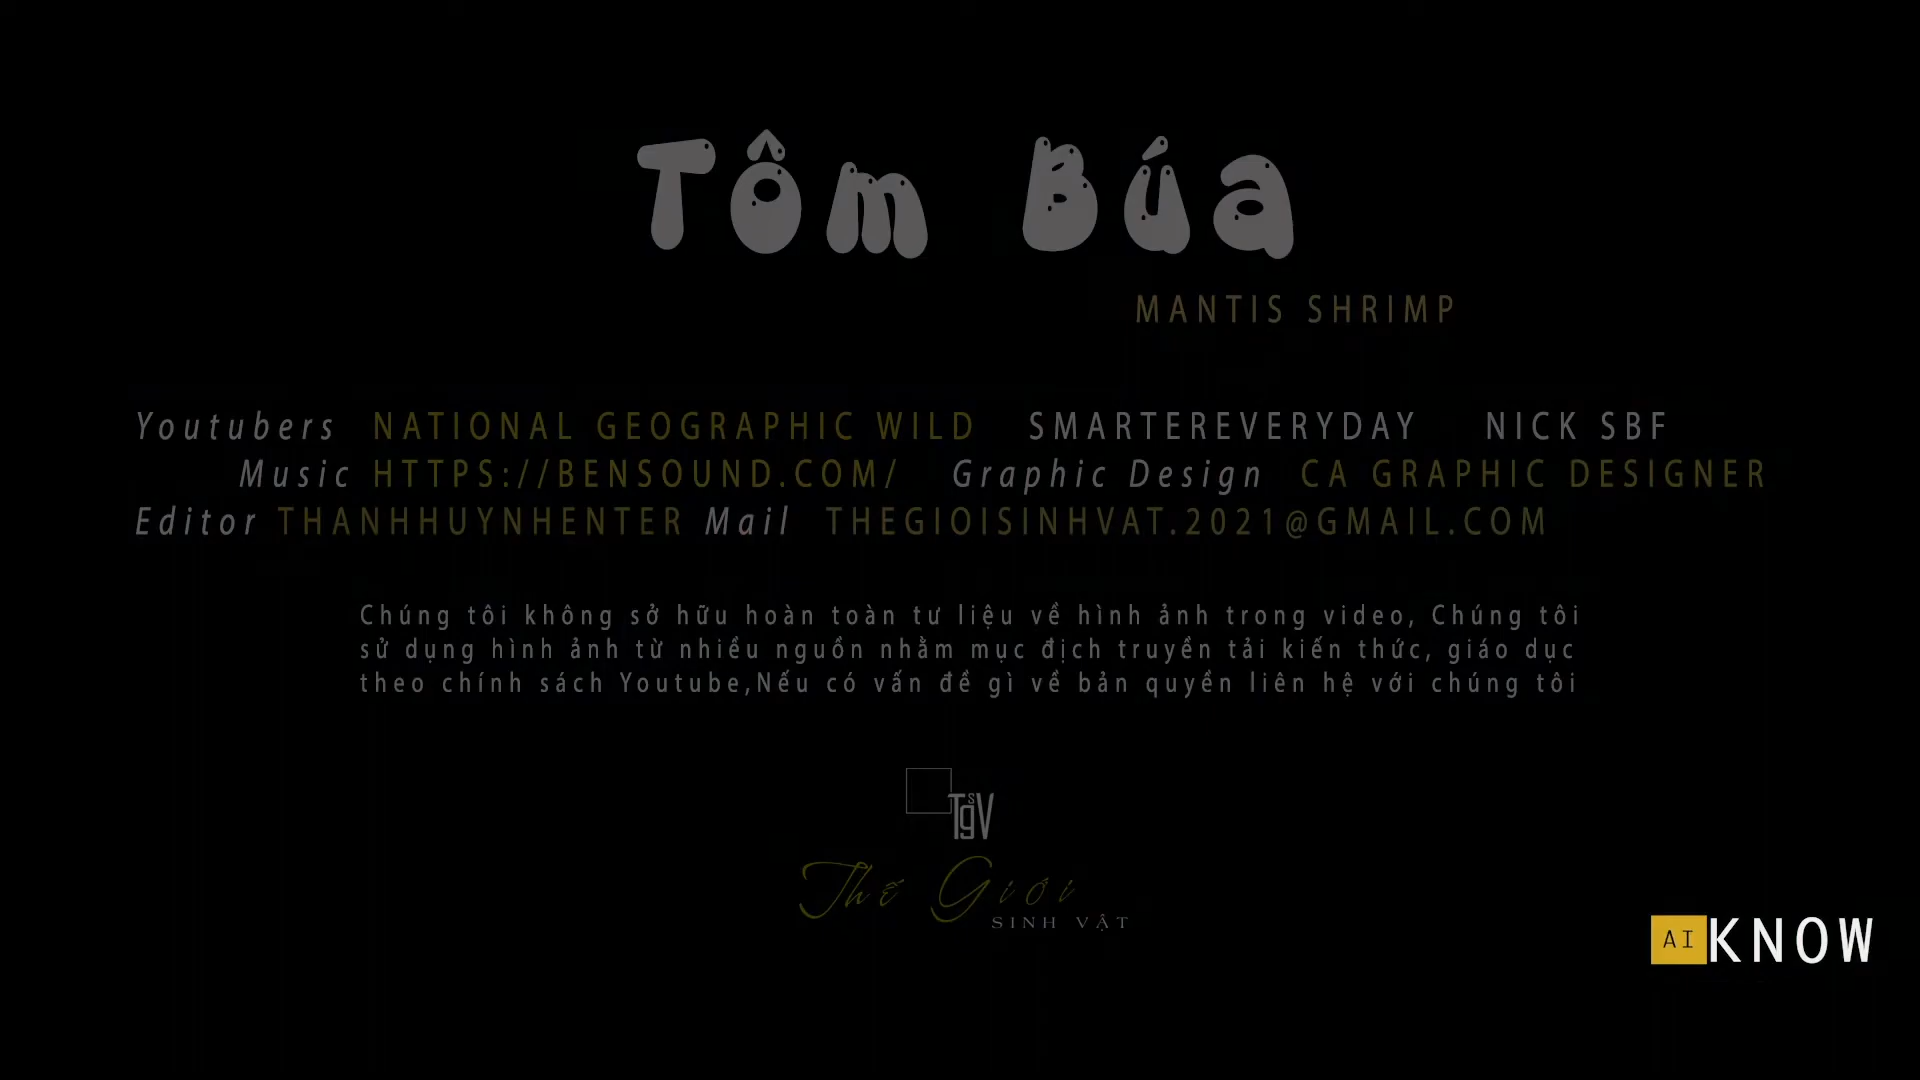 Tôm Búa
MANTIS SHRIMP
Youtubers NATIONAL GEOGRAPHIC WILD SMARTEREVERYDAY NICK SBF
Music HTTPS://BENSOUND.COM/ Graphic Design CA GRAPHIC DESIGNER
Editor THANHHUYNHENTER Mail THEGIOISINHVAT.2021@GMAIL.COM
Chúng tôi không sở hữu hoàn toàn tư liệu về hình ảnh trong video, Chúng tôi
sử dụng hình ảnh từ nhiều nguồn nhằm mục địch truyền tải kiến thức, giáo dục
theo chính sách Youtube,Nếu có vấn đề gì về bản quyền liên hệ với chúng tôi
TgsV
Thế Giới
SINH VẬT
AI KNOW